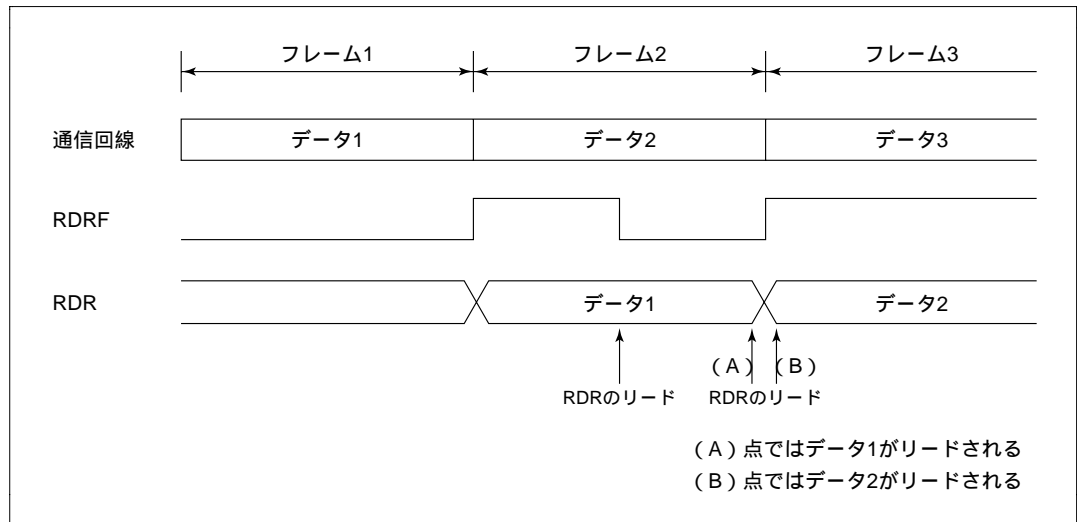 フレーム1 フレーム2 フレーム3
通信回線 データ1 データ2 データ3
RDRF
RDR データ1 データ2
（A） （B）
RDRのリード RDRのリード
（A）点ではデータ1がリードされる
（B）点ではデータ2がリードされる